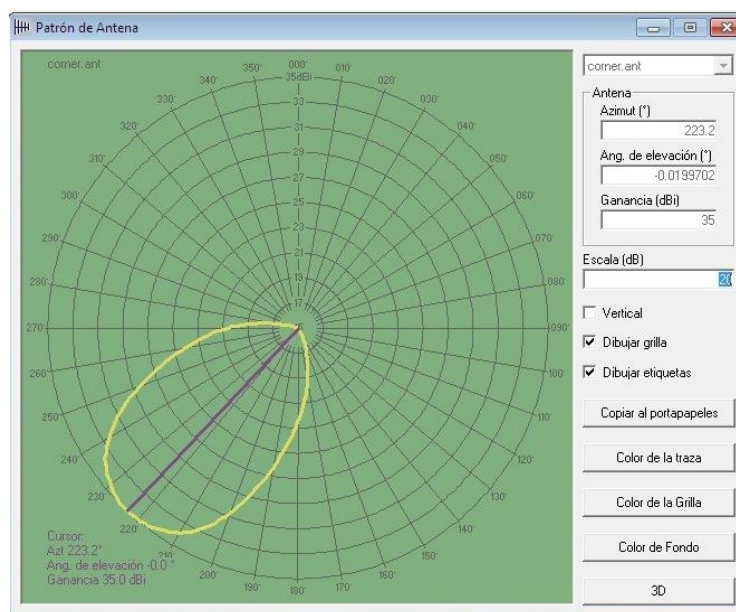 Patrón de Antena
corner.ant
corner.ant
Antena
Azimut (°)
223.2
Ang. de elevación (°)
-0.0199702
Ganancia (dBi)
35
Escala (dB)
20
Vertical
Dibujar grilla
Dibujar etiquetas
Copiar al portapapeles
Color de la traza
Color de la Grilla
Color de Fondo
3D
000'
010'
020'
030'
040'
050'
060'
070'
080'
090'
100'
110'
120'
130'
140'
150'
160'
170'
180'
190'
200'
210'
220'
230'
240'
250'
260'
270'
280'
290'
300'
310'
320'
330'
340'
350'
35dBi
33
31
29
27
25
23
21
19
17
Cursor:
Azt 223.2°
Ang. de elevación -0.0 °
Ganancia 35.0 dBi